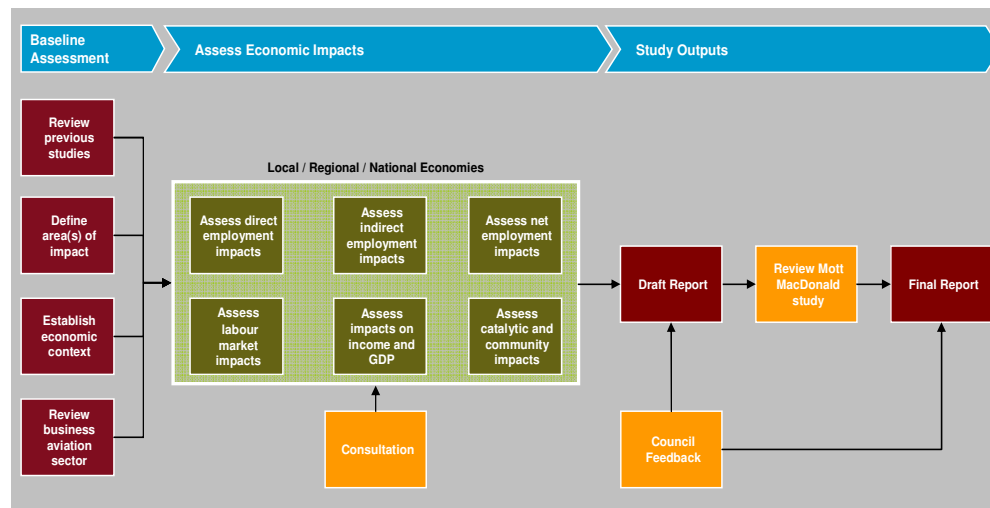 Baseline
Assessment
Assess Economic Impacts
Study Outputs
Review
previous
studies
Define
area(s) of
impact
Establish
economic
context
Review
business
aviation
sector
Local / Regional / National Economies
Assess direct
employment
impacts
Assess
indirect
employment
impacts
Assess net
employment
impacts
Assess
labour
market
impacts
Assess
impacts on
income and
GDP
Assess
catalytic and
community
impacts
Consultation
Draft Report
Review Mott
MacDonald
study
Final Report
Council
Feedback